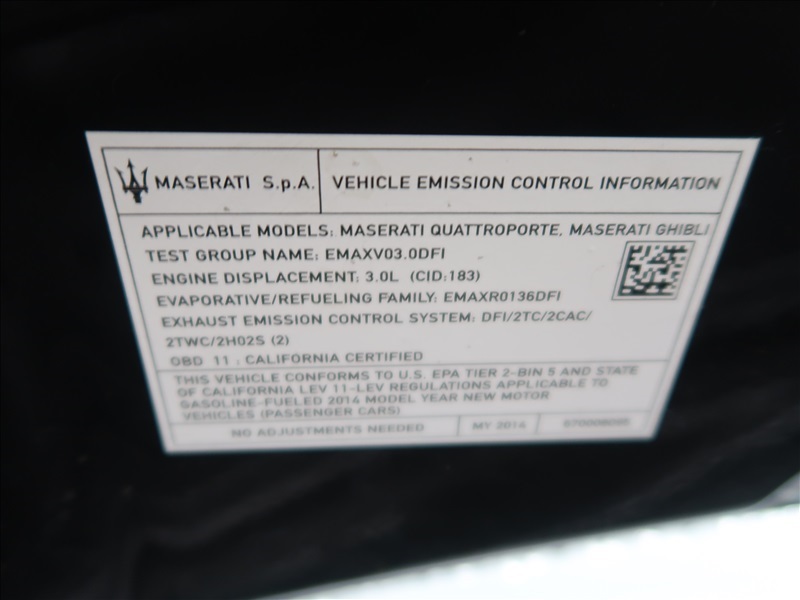 MASERATI S.p.A. VEHICLE EMISSION CONTROL INFORMATION
APPLICABLE MODELS: MASERATI QUATTROPORTE, MASERATI GHIBLI
TEST GROUP NAME: EMAXV03.0DFI
ENGINE DISPLACEMENT: 3.0L (CID:183)
EVAPORATIVE/REFUELING FAMILY: EMAXR0136DFI
EXHAUST EMISSION CONTROL SYSTEM: DFI/2TC/2CAC/
2TWC/2HO2S (2)
OBD 11 : CALIFORNIA CERTIFIED
THIS VEHICLE CONFORMS TO U.S. EPA TIER 2-BIN 5 AND STATE
OF CALIFORNIA LEV 11-LEV REGULATIONS APPLICABLE TO
GASOLINE-FUELED 2014 MODEL YEAR NEW MOTOR
VEHICLES (PASSENGER CARS)
NO ADJUSTMENTS NEEDED MY 2014